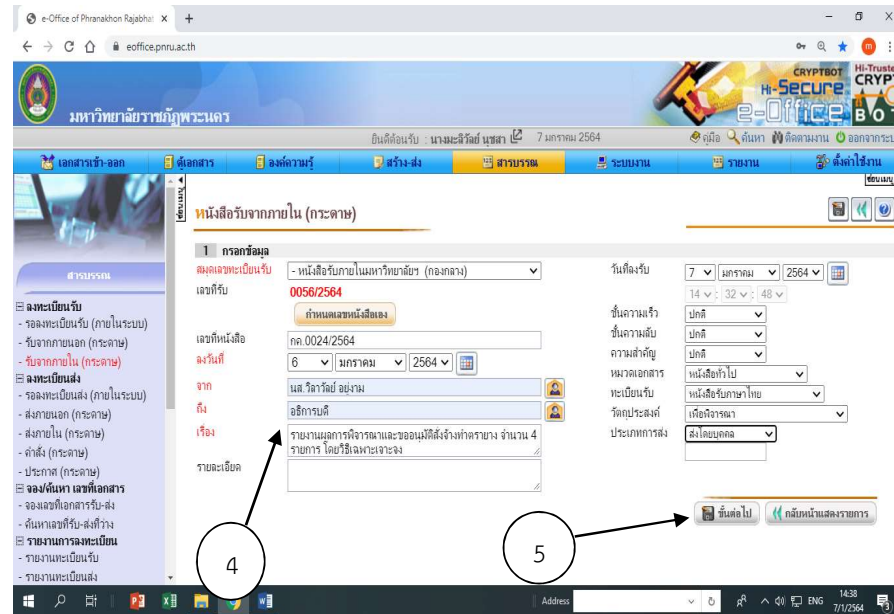 e-Office of Phranakhon Rajabhat
eoffice.pnru.ac.th
มหาวิทยาลัยราชภัฏพระนคร
CRYPTBOT
Hi-Secure
e-Office
Hi-Truste
CRYP
BO
ยินดีต้อนรับ : นางมะลิวัลย์ นุชสา 7 มกราคม 2564 คู่มือ ค้นหา ติดตามงาน ออกจากระบ
เอกสารเข้า-ออก ตู้เอกสาร องค์ความรู้ สร้าง-ส่ง สารบรรณ ระบบงาน รายงาน ตั้งค่าใช้งาน
ซ่อนเมนู
ซ่อนเมนู
หนังสือรับจากภายใน (กระดาษ)
1 กรอกข้อมูล
สมุดเลขทะเบียนรับ - หนังสือรับภายในมหาวิทยาลัยฯ (กองกลาง)
เลขที่รับ 0056/2564
กำหนดเลขหนังสือเอง
เลขที่หนังสือ กค.0024/2564
ลงวันที่ 6 มกราคม 2564
จาก นส.วิลาวัลย์ อยู่งาม
ถึง อธิการบดี
เรื่อง รายงานผลการพิจารณาและขออนุมัติสั่งจ้างทำตรายาง จำนวน 4
รายการ โดยวิธีเฉพาะเจาะจง
รายละเอียด
วันที่ลงรับ 7 มกราคม 2564
14 : 32 : 48
ชั้นความเร็ว ปกติ
ชั้นความลับ ปกติ
ความสำคัญ ปกติ
หมวดเอกสาร หนังสือทั่วไป
ทะเบียนรับ หนังสือรับภาษาไทย
วัตถุประสงค์ เพื่อพิจารณา
ประเภทการส่ง ส่งโดยบุคคล
ขั้นต่อไป กลับหน้าแสดงรายการ
สารบรรณ
ลงทะเบียนรับ
- รอลงทะเบียนรับ (ภายในระบบ)
- รับจากภายนอก (กระดาษ)
- รับจากภายใน (กระดาษ)
ลงทะเบียนส่ง
- รอลงทะเบียนส่ง (ภายในระบบ)
- ส่งภายนอก (กระดาษ)
- ส่งภายใน (กระดาษ)
- คำสั่ง (กระดาษ)
- ประกาศ (กระดาษ)
จอง/ค้นหา เลขที่เอกสาร
- จองเลขที่เอกสารรับ-ส่ง
- ค้นหาเลขที่รับ-ส่งที่ว่าง
รายงานการลงทะเบียน
- รายงานทะเบียนรับ
- รายงานทะเบียนส่ง
4
5
Address
ENG
14:38
7/1/2564